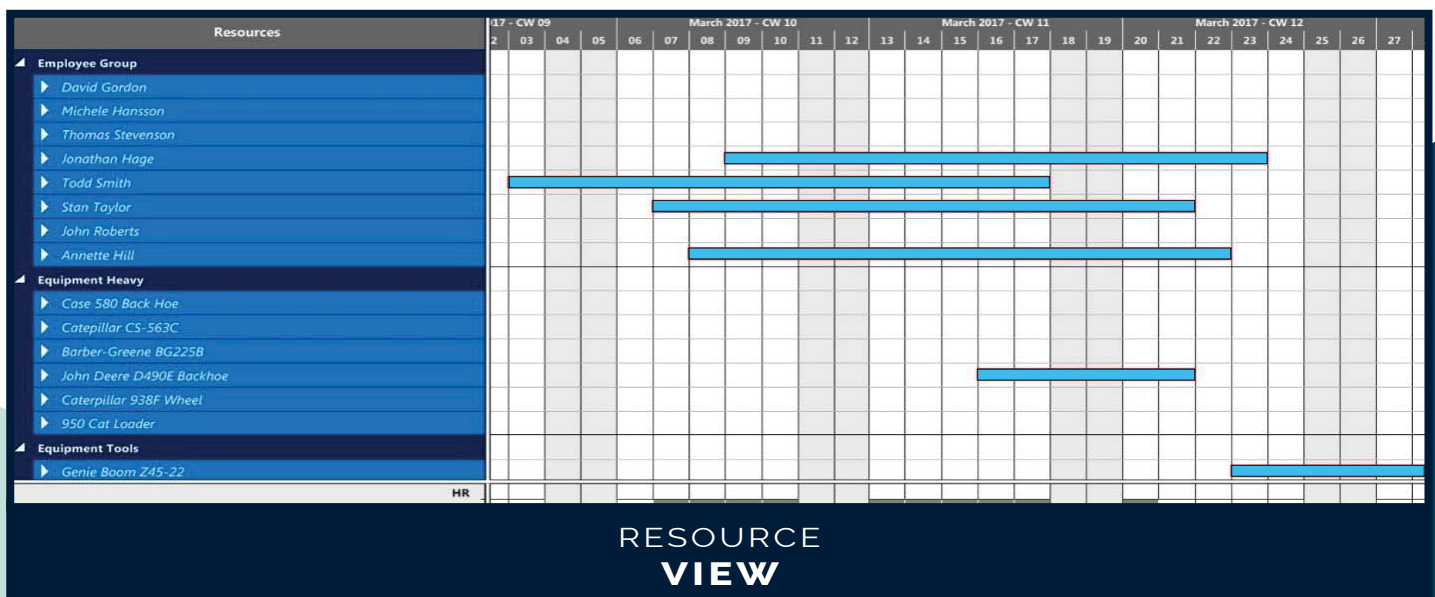 Resources
17 - CW 09 March 2017 - CW 10 March 2017 - CW 11 March 2017 - CW 12
2 03 04 05 06 07 08 09 10 11 12 13 14 15 16 17 18 19 20 21 22 23 24 25 26 27
Employee Group
David Gordon
Michele Hansson
Thomas Stevenson
Jonathan Hage
Todd Smith
Stan Taylor
John Roberts
Annette Hill
Equipment Heavy
Case 580 Back Hoe
Catepillar CS-563C
Barber-Greene BG225B
John Deere D490E Backhoe
Caterpillar 938F Wheel
950 Cat Loader
Equipment Tools
Genie Boom Z45-22
HR
RESOURCE
VIEW